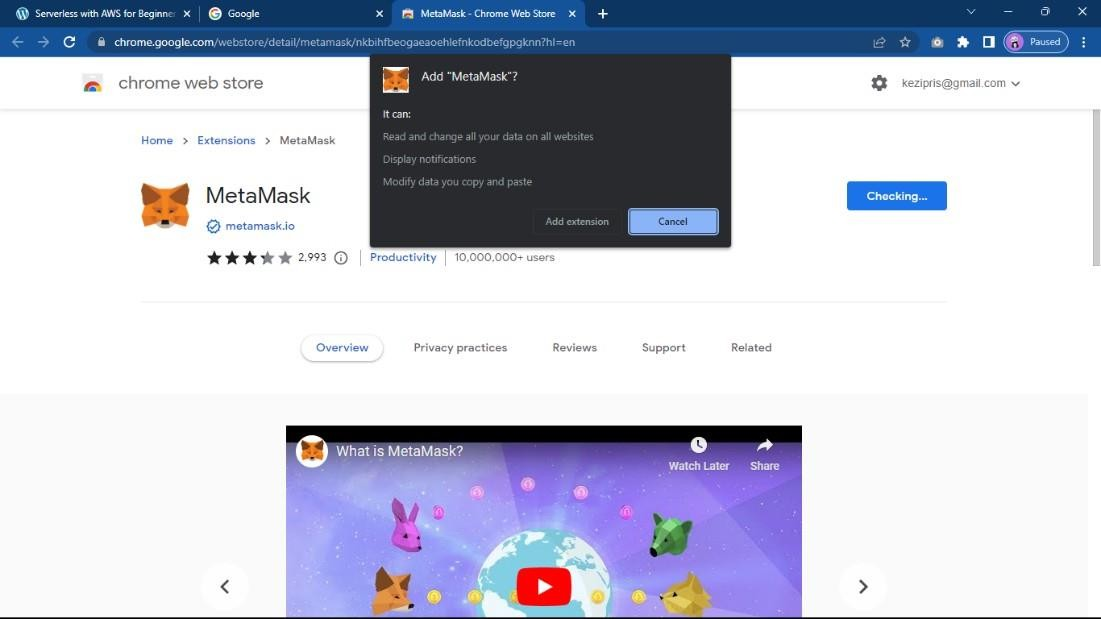 Serverless with AWS for Beginner
Google
MetaMask - Chrome Web Store
chrome.google.com/webstore/detail/metamask/nkbihfbeogaeaoehlefnkodbefgpgknn?hl=en
Paused
chrome web store
kezipris@gmail.com
Add "MetaMask"?
It can:
Read and change all your data on all websites
Display notifications
Modify data you copy and paste
Add extension
Cancel
Home > Extensions > MetaMask
MetaMask
Checking...
metamask.io
2,993
Productivity
10,000,000+ users
Overview
Privacy practices
Reviews
Support
Related
What is MetaMask?
Watch Later
Share